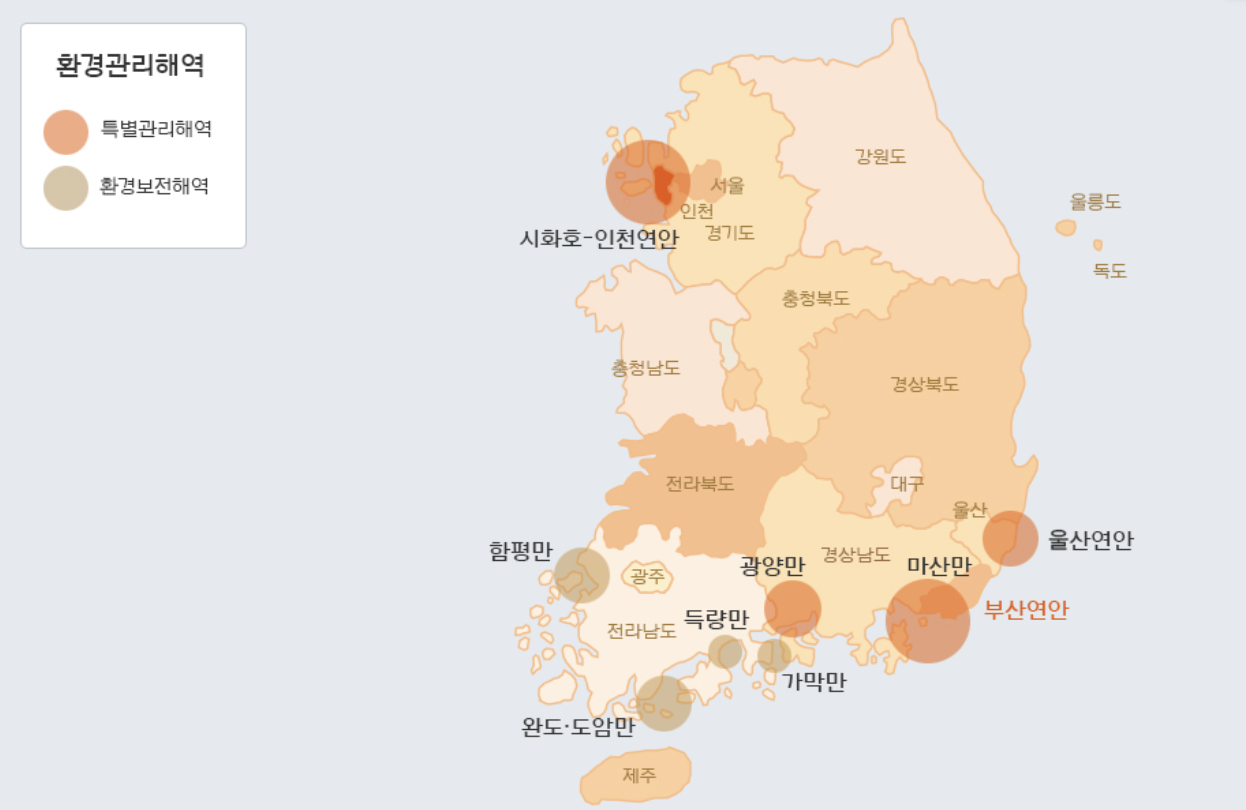 환경관리해역
특별관리해역
환경보전해역
강원도
서울
울릉도
인천
경기도
시화호-인천연안
독도
충청북도
충청남도
경상북도
전라북도
대구
울산
울산연안
함평만
경상남도
광양만
마산만
광주
부산연안
득량만
전라남도
가막만
완도·도암만
제주